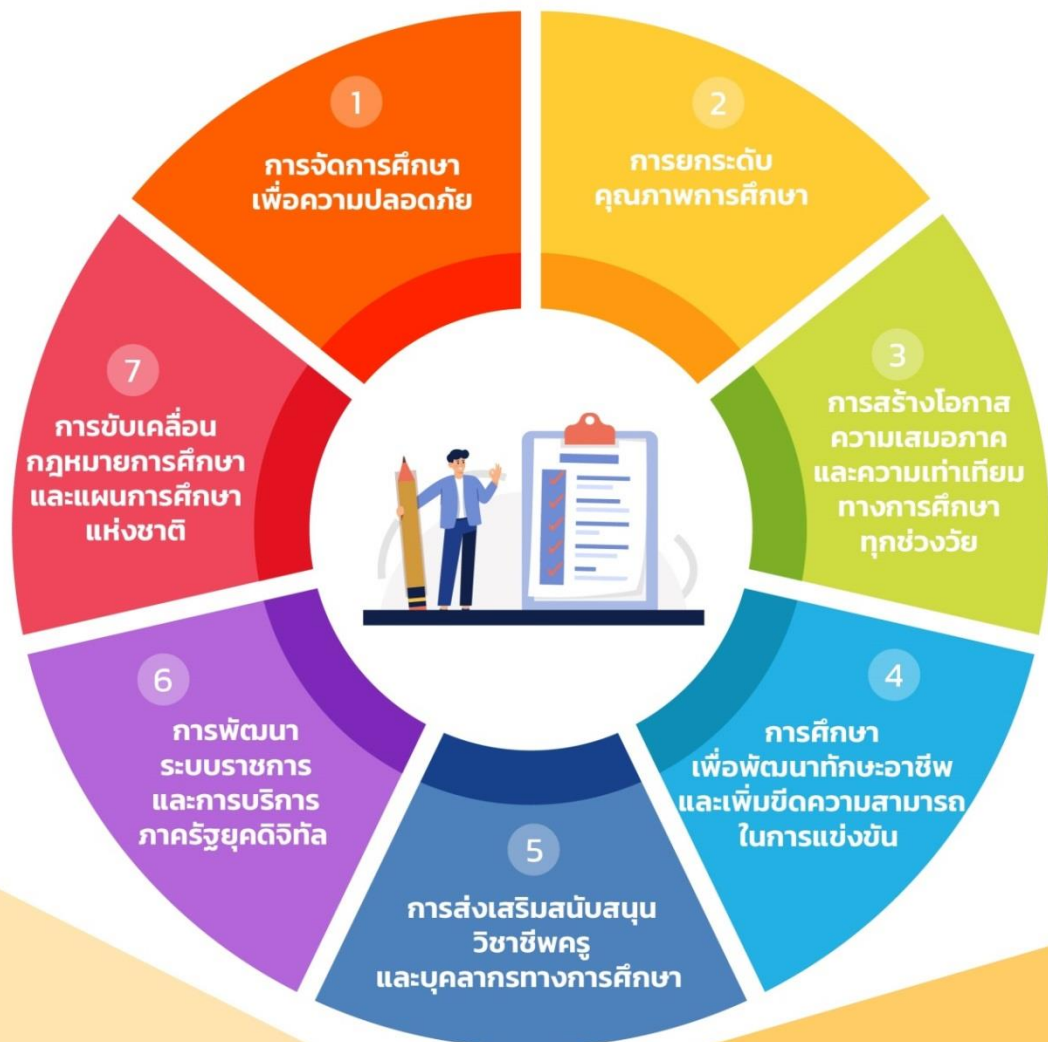 1
การจัดการศึกษา
เพื่อความปลอดภัย
2
การยกระดับ
คุณภาพการศึกษา
3
การสร้างโอกาส
ความเสมอภาค
และความเท่าเทียม
ทางการศึกษา
ทุกช่วงวัย
4
การศึกษา
เพื่อพัฒนาทักษะอาชีพ
และเพิ่มขีดความสามารถ
ในการแข่งขัน
5
การส่งเสริมสนับสนุน
วิชาชีพครู
และบุคลากรทางการศึกษา
6
การพัฒนา
ระบบราชการ
และการบริการ
ภาครัฐยุคดิจิทัล
7
การขับเคลื่อน
กฎหมายการศึกษา
และแผนการศึกษา
แห่งชาติ